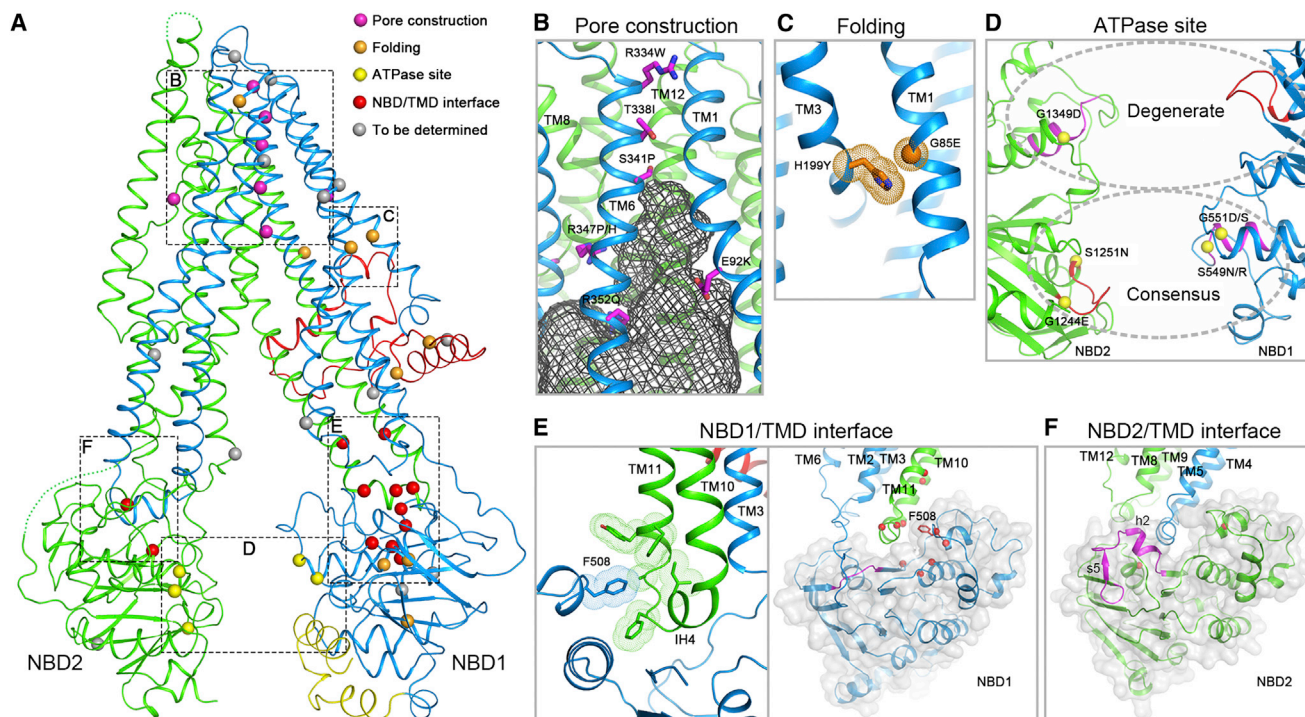 A
Pore construction
Folding
ATPase site
NBD/TMD interface
To be determined
B
C
E
F
D
NBD2
NBD1
B Pore construction
R334W
TM12
TM8
T338I
TM1
S341P
TM6
R347P/H
E92K
R352Q
C Folding
TM3
TM1
G85E
H199Y
D ATPase site
G1349D
Degenerate
G551D/S
S1251N
S549N/R
Consensus
G1244E
NBD2
NBD1
E NBD1/TMD interface
TM11
TM10
TM3
F508
IH4
TM6
TM2
TM3
TM10
TM11
F508
NBD1
F NBD2/TMD interface
TM12
TM8
TM9
TM5
TM4
h2
s5
NBD2